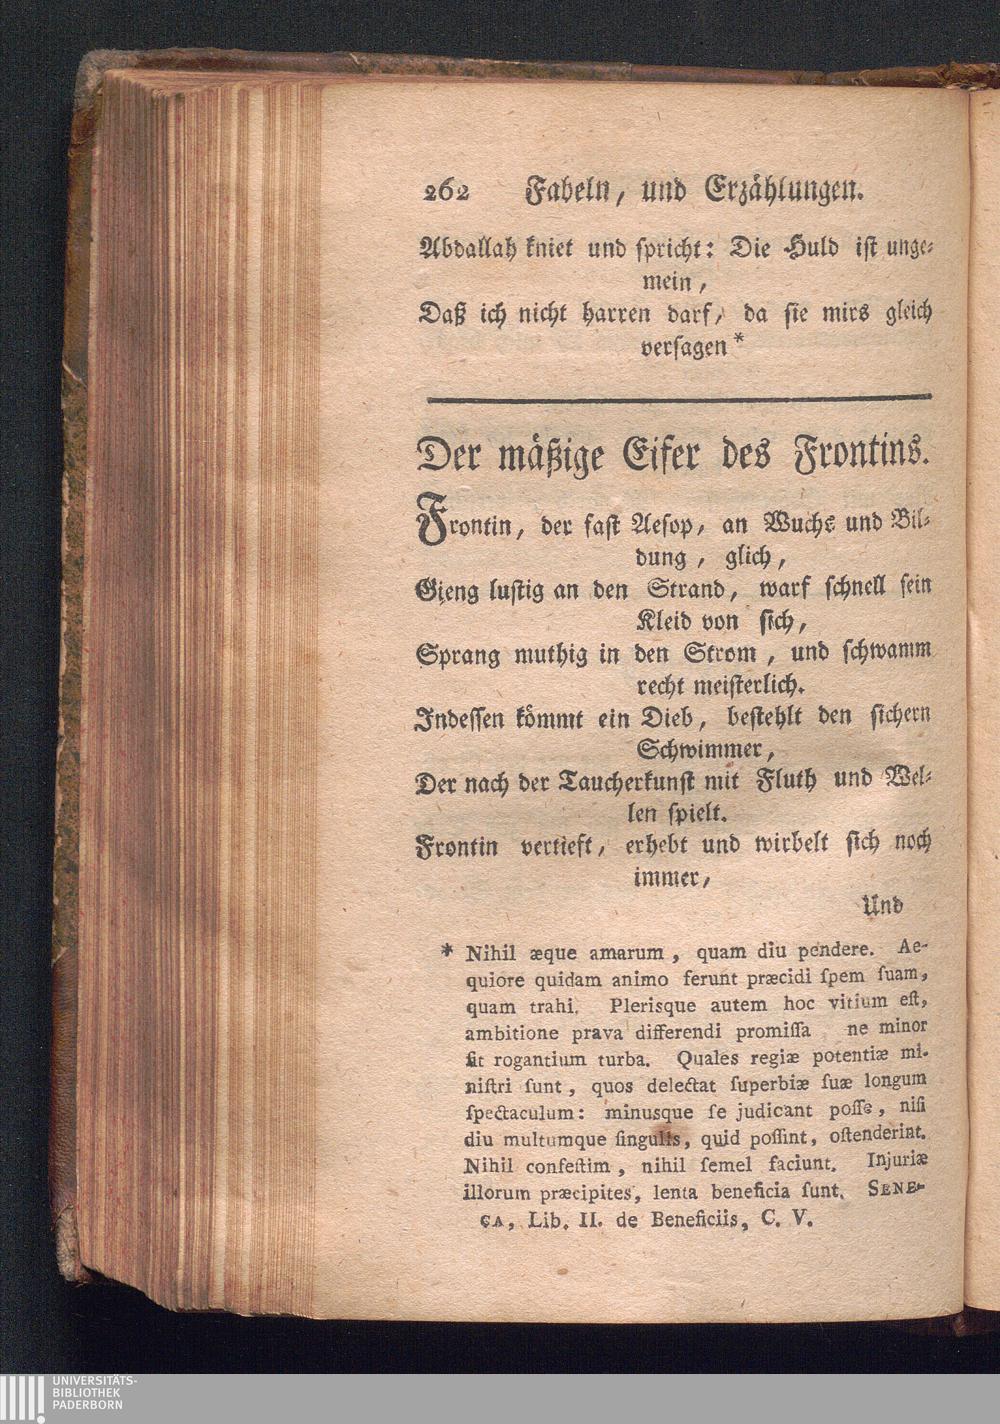 262 Fabeln, und Erzählungen.
Abdallah kniet und spricht: Die Huld ist unge-
mein,
Daß ich nicht harren darf, da sie mirs gleich
versagen *
Der mäßige Eifer des Frontins.
Frontin, der fast Aesop, an Wuchs und Bil-
dung, glich,
Gieng lustig an den Strand, warf schnell sein
Kleid von sich,
Sprang muthig in den Strom, und schwamm
recht meisterlich.
Indessen kömmt ein Dieb, bestehlt den sichern
Schwimmer,
Der nach der Taucherkunst mit Fluth und Wel-
len spielt.
Frontin vertieft, erhebt und wirbelt sich noch
immer,
Und
* Nihil æque amarum, quam diu pendere. Ae-
quiore quidam animo ferunt præcidi ſpem ſuam,
quam trahi. Plerisque autem hoc vitium eſt,
ambitione prava differendi promiſſa ne minor
ſit rogantium turba. Quales regiæ potentiæ mi-
niſtri ſunt, quos delectat ſuperbiæ ſuæ longum
ſpectaculum: minusque ſe judicant poſſe, niſi
diu multumque ſingulis, quid poſſint, oſtenderint.
Nihil confeſtim, nihil ſemel faciunt. Injuriæ
illorum præcipites, lenta beneficia ſunt. SENE-
CA, Lib. II. de Beneficiis, C. V.
UNIVERSITÄTS-
BIBLIOTHEK
PADERBORN